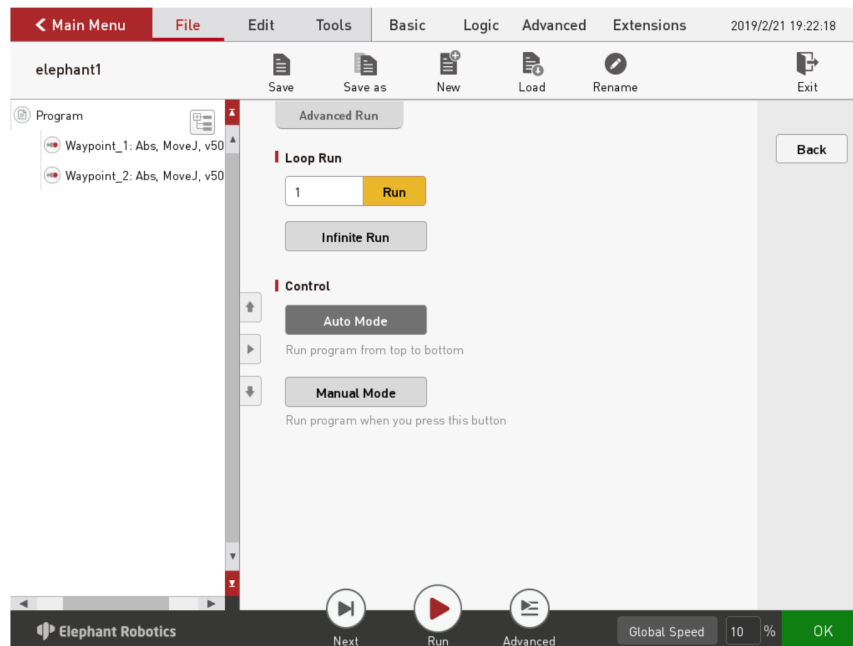 Main Menu File Edit Tools Basic Logic Advanced Extensions 2019/2/21 19:22:18
elephant1
Save Save as New Load Rename Exit
Program
Waypoint_1: Abs, MoveJ, v50
Waypoint_2: Abs, MoveJ, v50
Advanced Run
Back
Loop Run
1 Run
Infinite Run
Control
Auto Mode
Run program from top to bottom
Manual Mode
Run program when you press this button
Elephant Robotics
Next Run Advanced
Global Speed 10 % OK